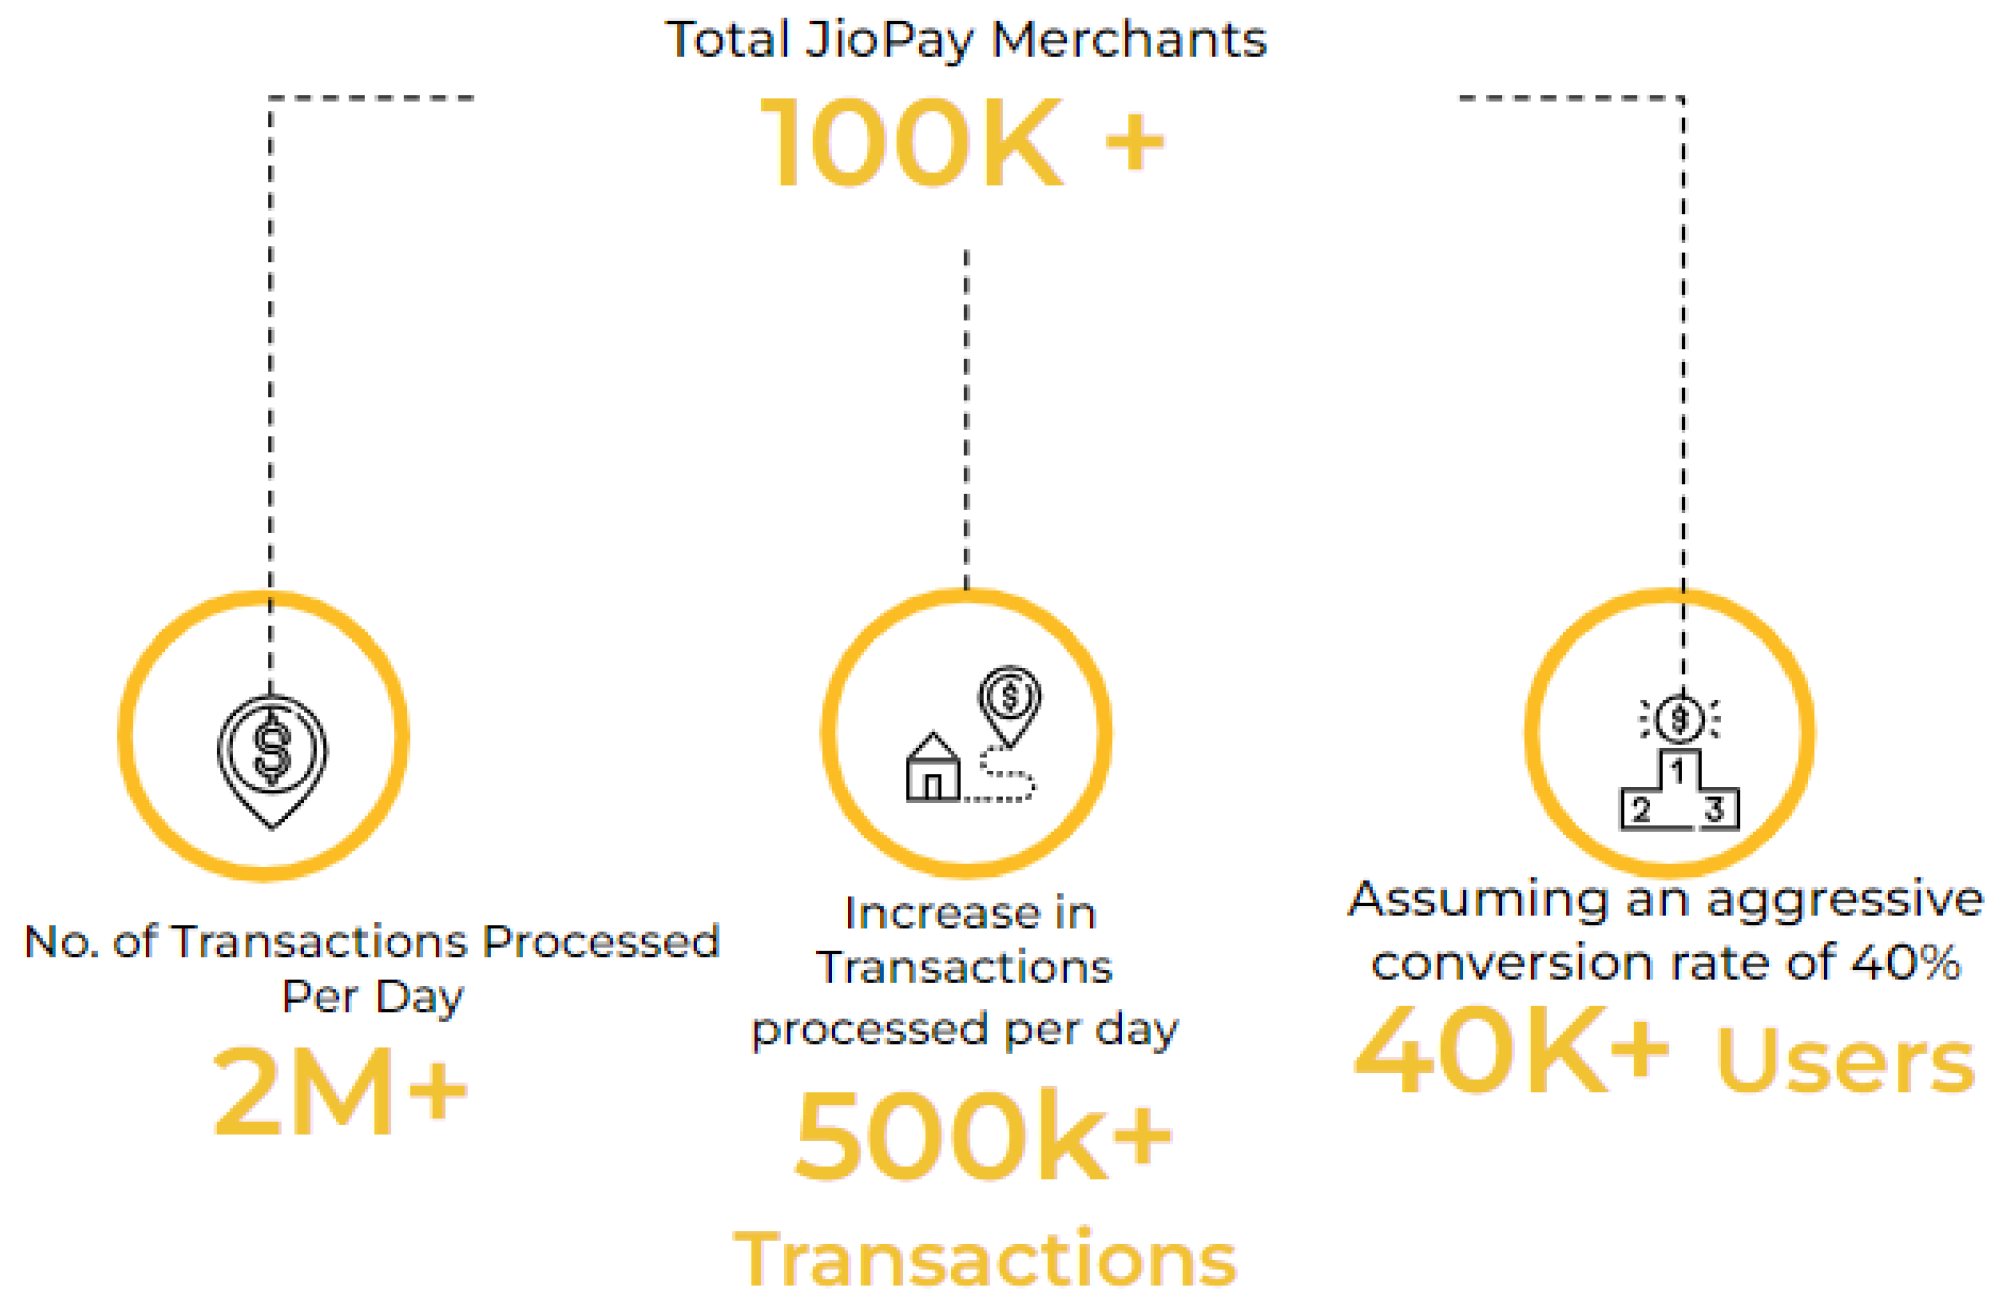 Total JioPay Merchants
100K +
$
No. of Transactions Processed
Per Day
2M+
$
Increase in
Transactions
processed per day
500k+
Transactions
$
1
2 3
Assuming an aggressive
conversion rate of 40%
40K+ Users